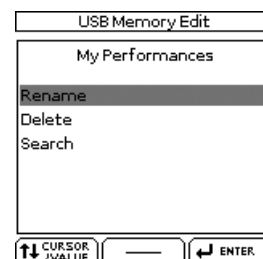 USB Memory Edit
My Performances
Rename
Delete
Search
CURSOR
/VALUE
ENTER